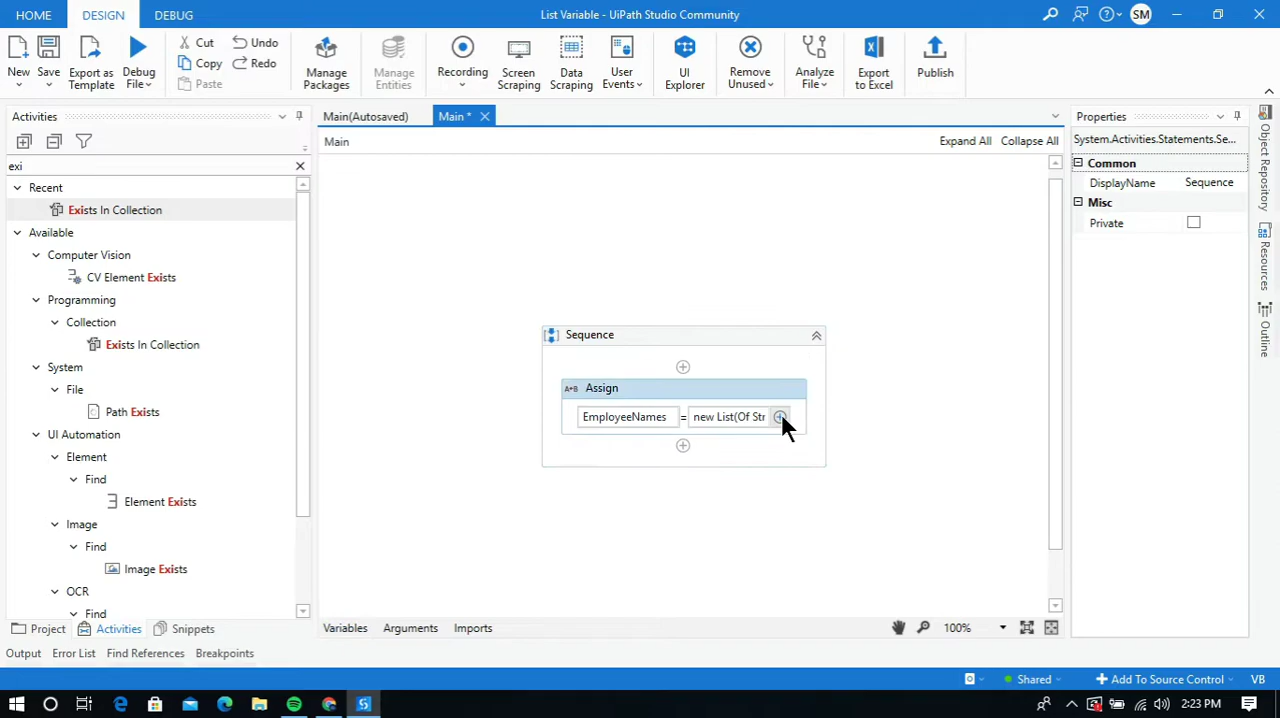 HOME DESIGN DEBUG List Variable - UiPath Studio Community SM
New Save Export as Template Debug File Cut Copy Paste Undo Redo Manage Packages Manage Entities Recording Screen Scraping Data Scraping User Events UI Explorer Remove Unused Analyze File Export to Excel Publish
Activities
Main(Autosaved) Main *
Properties
Main Expand All Collapse All
System.Activities.Statements.Se...
exi
Common
Recent
DisplayName Sequence
Exists In Collection
Misc
Private
Available
Computer Vision
CV Element Exists
Programming
Collection
Exists In Collection
System
File
Path Exists
UI Automation
Element
Find
Element Exists
Image
Find
Image Exists
OCR
Find
Sequence
A+B Assign
EmployeeNames = new List(Of Str
Object Repository
Resources
Outline
Project Activities Snippets
Variables Arguments Imports 100%
Output Error List Find References Breakpoints
Shared Add To Source Control VB
2:23 PM